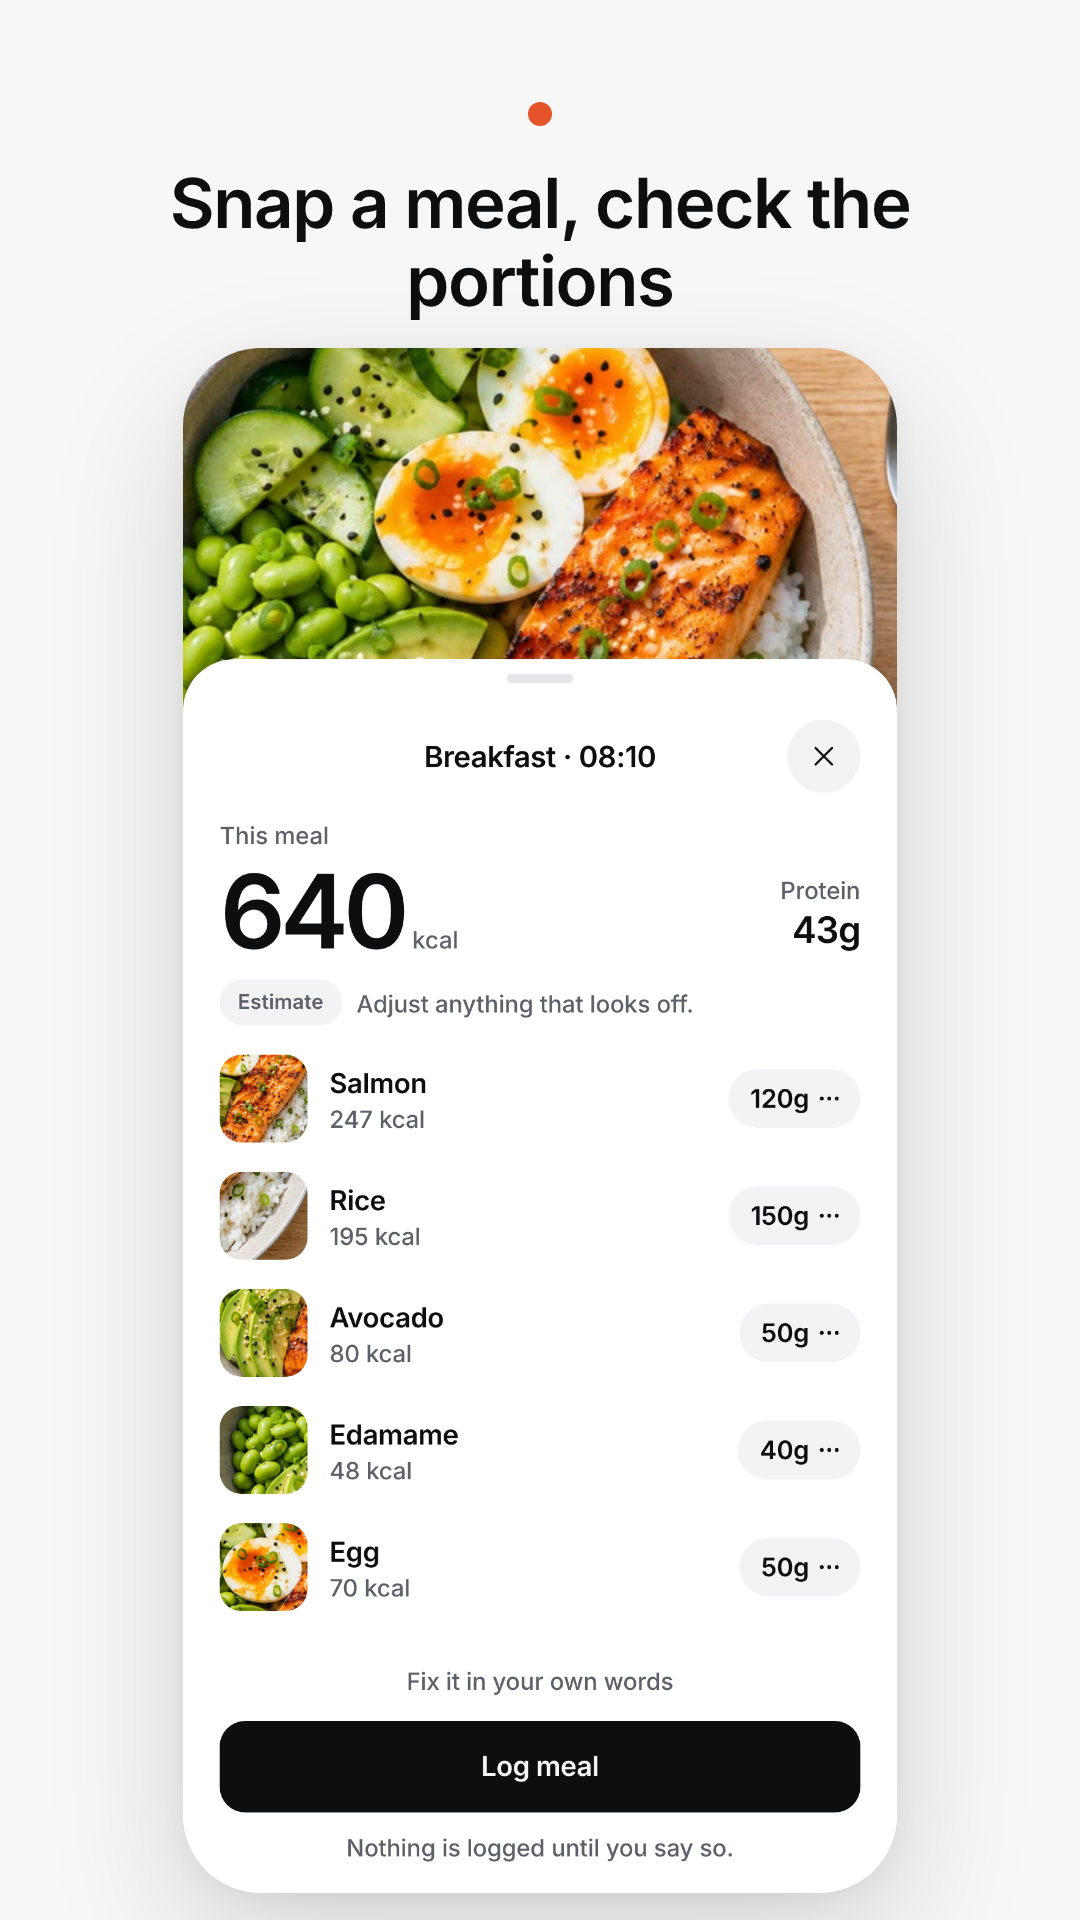 Snap a meal, check the
portions
Breakfast · 08:10
This meal
640 kcal
Protein
43g
Estimate Adjust anything that looks off.
Salmon
247 kcal
120g ···
Rice
195 kcal
150g ···
Avocado
80 kcal
50g ···
Edamame
48 kcal
40g ···
Egg
70 kcal
50g ···
Fix it in your own words
Log meal
Nothing is logged until you say so.